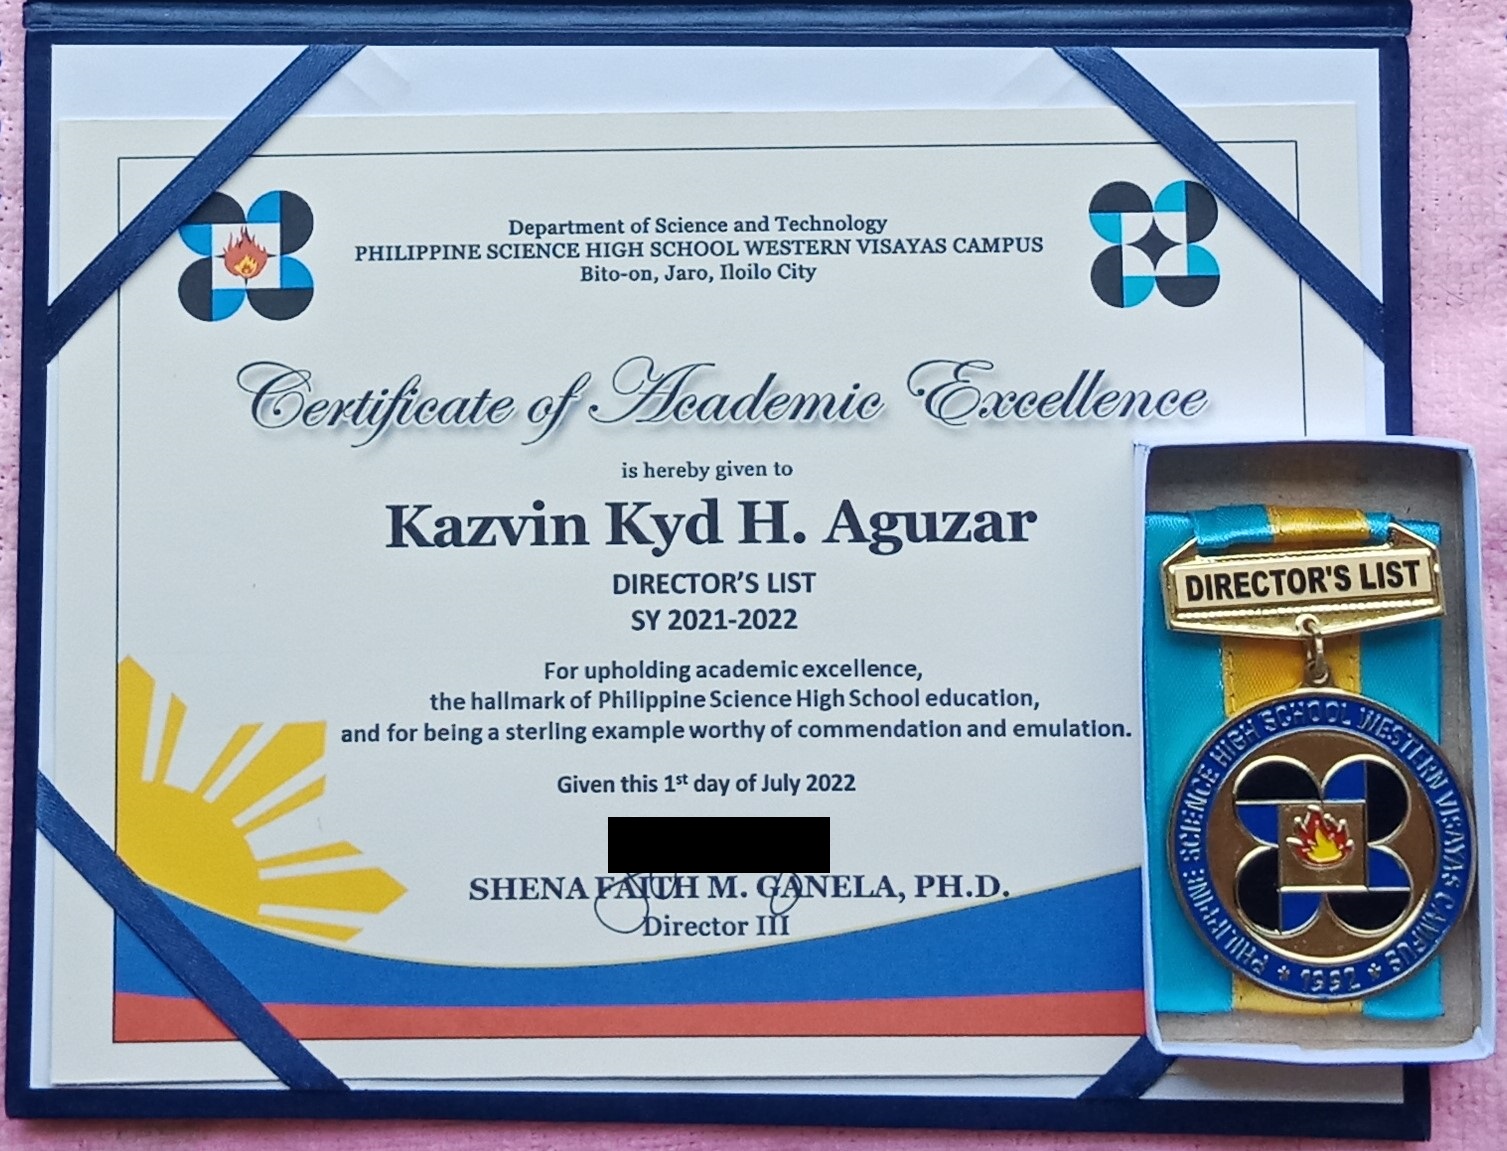 Department of Science and Technology
PHILIPPINE SCIENCE HIGH SCHOOL WESTERN VISAYAS CAMPUS
Bito-on, Jaro, Iloilo City
Certificate of Academic Excellence
is hereby given to
Kazvin Kyd H. Aguzar
DIRECTOR'S LIST
SY 2021-2022
For upholding academic excellence,
the hallmark of Philippine Science High School education,
and for being a sterling example worthy of commendation and emulation.
Given this 1st day of July 2022
SHENA FAITH M. GANELA, PH.D.
Director III
DIRECTOR'S LIST
PHILIPPINE SCIENCE HIGH SCHOOL WESTERN VISAYAS CAMPUS
* 1992 *